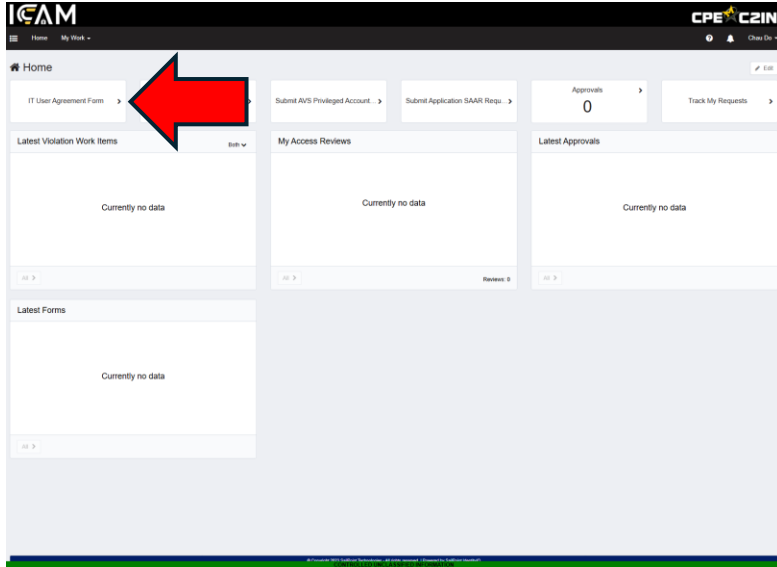 ICAM
CPE C2IN
Home My Work
Chau Do
Home
Edit
IT User Agreement Form
Submit AVS Privileged Account...
Submit Application SAAR Requ...
Approvals
0
Track My Requests
Latest Violation Work Items
Both
My Access Reviews
Latest Approvals
Currently no data
Currently no data
Currently no data
All
All
Reviews: 0
All
Latest Forms
Currently no data
All